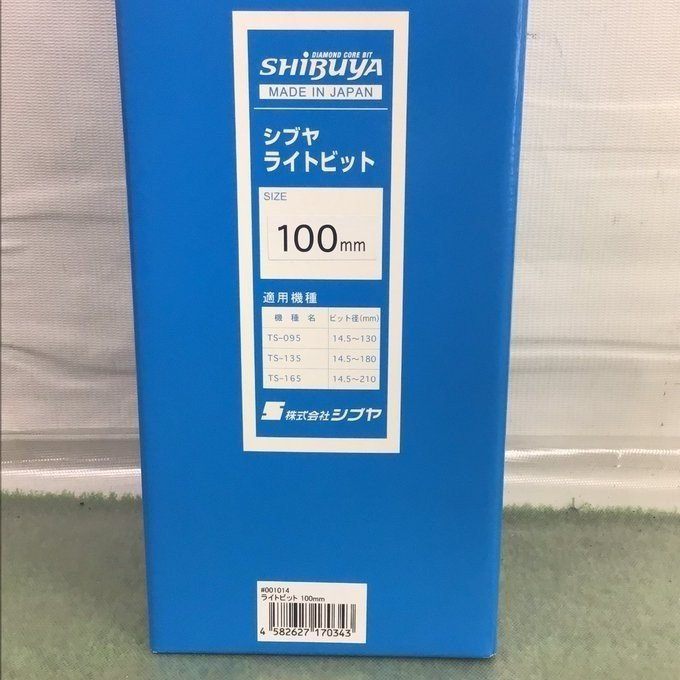 DIAMOND CORE BIT
SHIBUYA
MADE IN JAPAN
シブヤ
ライトビット
SIZE
100mm
適用機種
機種名 ビット径(mm)
TS-095 14.5～130
TS-135 14.5～180
TS-165 14.5～210
株式会社シブヤ
#001014
ライトビット 100mm
4 582627 170343